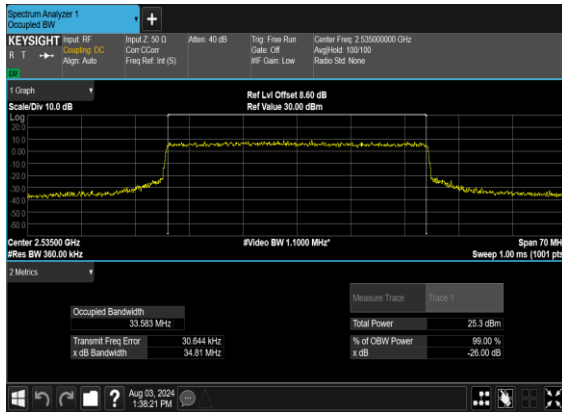 Spectrum Analyzer 1
Occupied BW
+
KEYSIGHT Input: RF Input Z: 50 Ω Atten: 40 dB Trig: Free Run Center Freq: 2.535000000 GHz
R T Coupling: DC Corr CCorr Gate: Off Avg|Hold: 100/100
Align: Auto Freq Ref: Int (S) #IF Gain: Low Radio Std: None
1 Graph
Ref Lvl Offset 8.60 dB
Scale/Div 10.0 dB Ref Value 30.00 dBm
Log
20.0
10.0
0.00
-10.0
-20.0
-30.0
-40.0
-50.0
-60.0
Center 2.53500 GHz #Video BW 1.1000 MHz* Span 70 MH
#Res BW 360.00 kHz Sweep 1.00 ms (1001 pts
2 Metrics
Measure Trace Trace 1
Occupied Bandwidth
33.583 MHz Total Power 25.3 dBm
Transmit Freq Error 30.644 kHz % of OBW Power 99.00 %
x dB Bandwidth 34.81 MHz x dB -26.00 dB
? Aug 03, 2024
1:38:21 PM